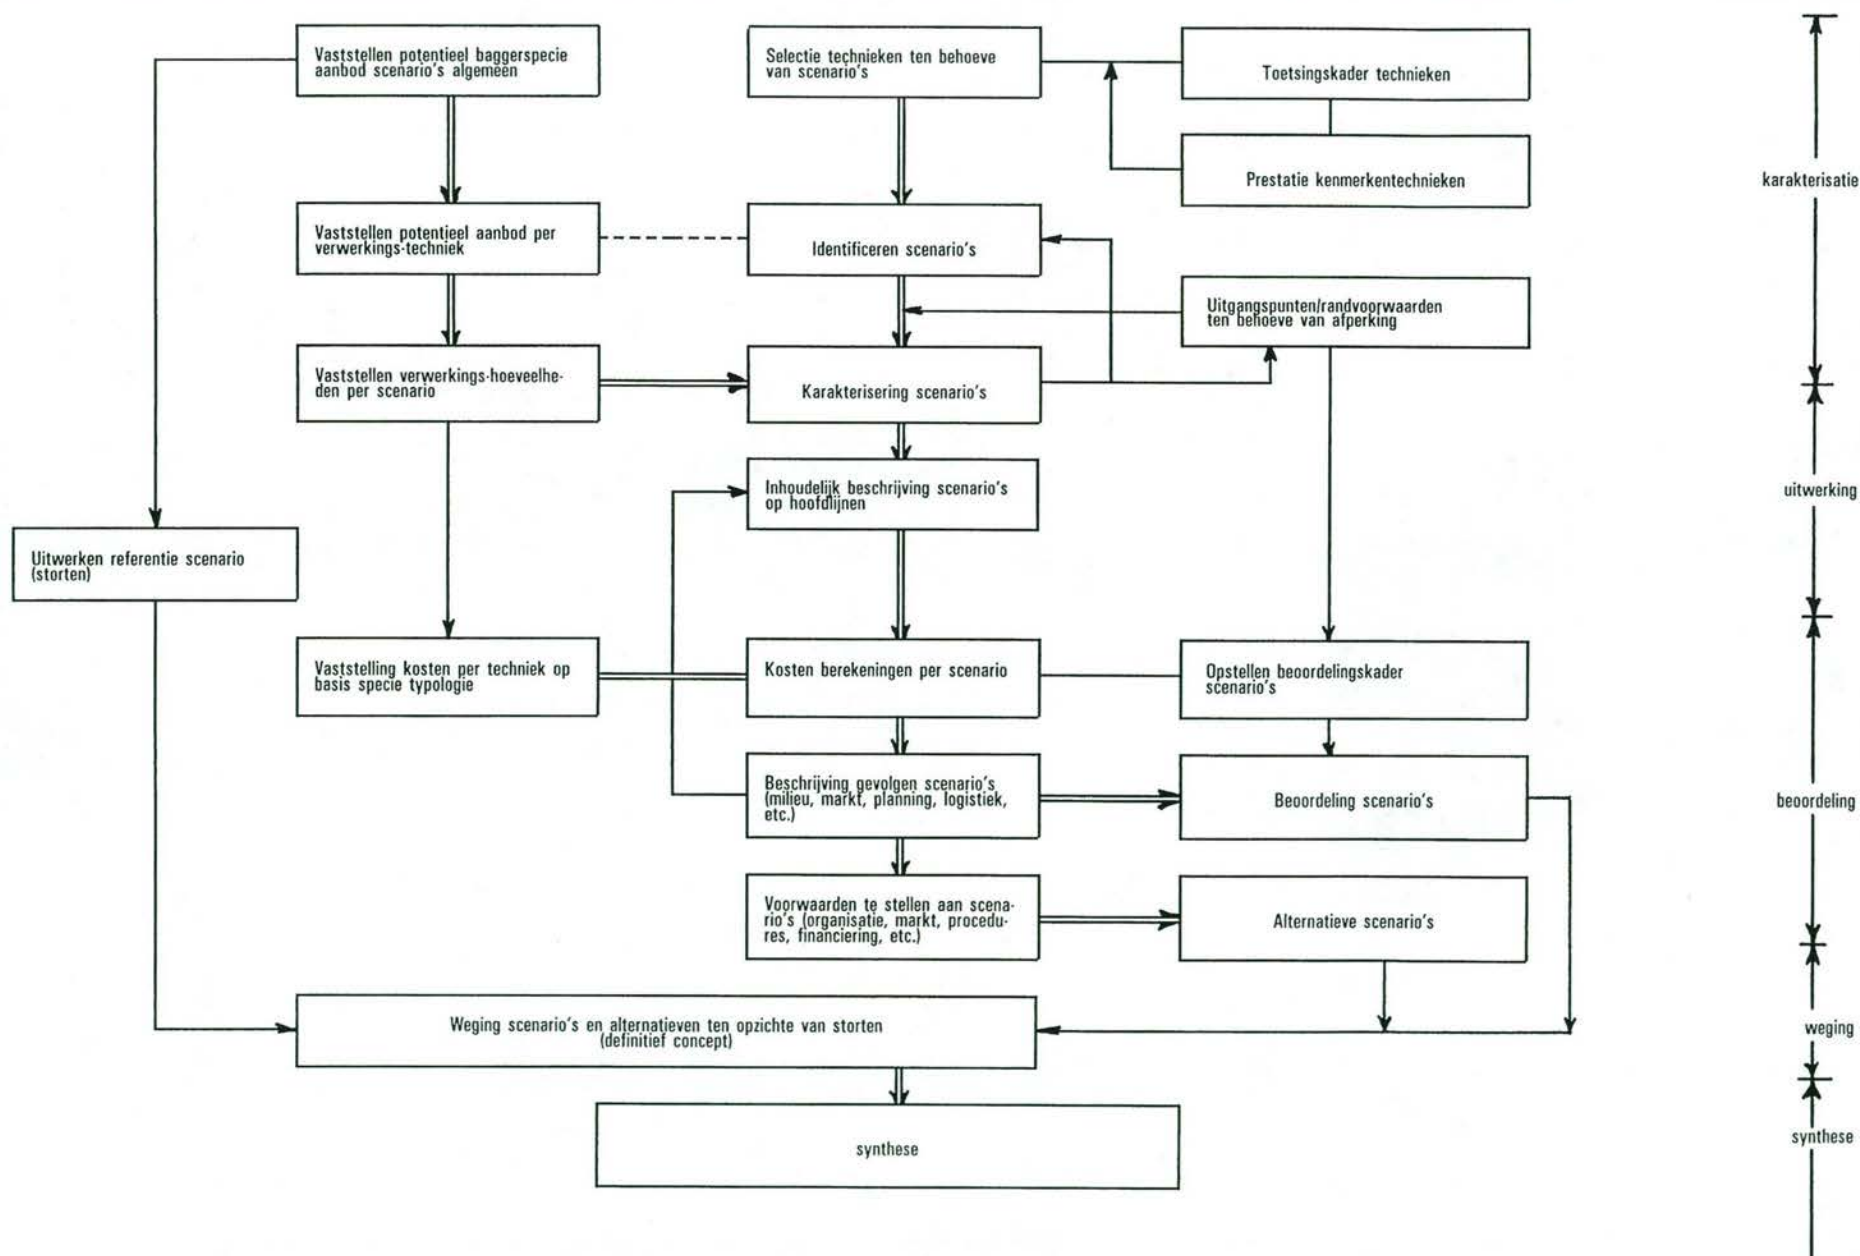 Vaststellen potentieel baggerspecie
aanbod scenario's algemeen
Selectie technieken ten behoeve
van scenario's
Toetsingskader technieken
Prestatie kenmerkentechnieken
karakterisatie
Vaststellen potentieel aanbod per
verwerkings-techniek
Identificeren scenario's
Uitgangspunten/randvoorwaarden
ten behoeve van afperking
Vaststellen verwerkings-hoeveelhe-
den per scenario
Karakterisering scenario's
Inhoudelijk beschrijving scenario's
op hoofdlijnen
uitwerking
Uitwerken referentie scenario
(storten)
Vaststelling kosten per techniek op
basis specie typologie
Kosten berekeningen per scenario
Opstellen beoordelingskader
scenario's
Beschrijving gevolgen scenario's
(milieu, markt, planning, logistiek,
etc.)
Beoordeling scenario's
beoordeling
Voorwaarden te stellen aan scena-
rio's (organisatie, markt, procedu-
res, financiering, etc.)
Alternatieve scenario's
Weging scenario's en alternatieven ten opzichte van storten
(definitief concept)
weging
synthese
synthese